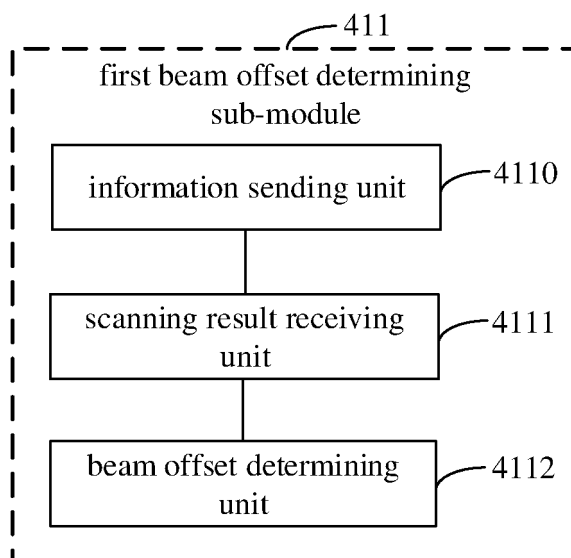 411
first beam offset determining
sub-module
information sending unit
4110
scanning result receiving
unit
4111
beam offset determining
unit
4112